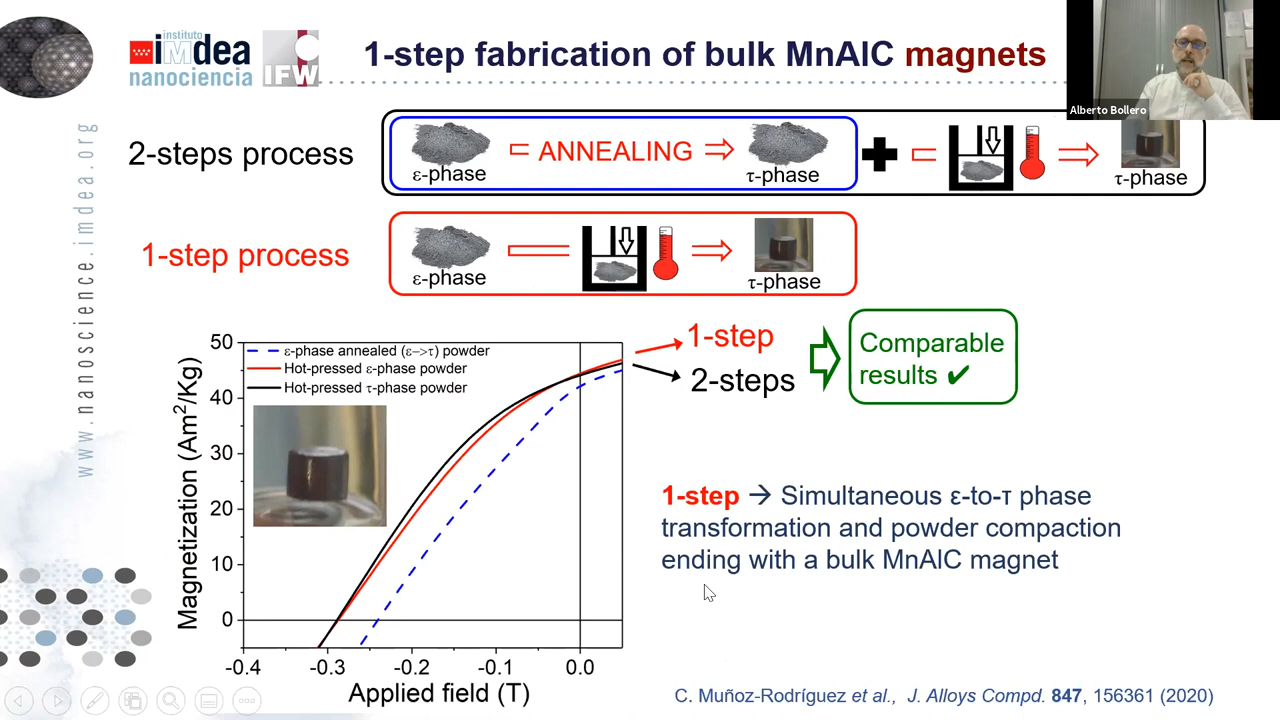 instituto
imdea
nanociencia
IFW
1-step fabrication of bulk MnAlC magnets
Alberto Bollero
www.nanoscience.imdea.org
2-steps process
ε-phase
ANNEALING
τ-phase
τ-phase
1-step process
ε-phase
τ-phase
50
40
30
20
10
0
-0.4
-0.3
-0.2
-0.1
0.0
Magnetization (Am²/Kg)
Applied field (T)
ε-phase annealed (ε->τ) powder
Hot-pressed ε-phase powder
Hot-pressed τ-phase powder
1-step
2-steps
Comparable
results ✔
1-step → Simultaneous ε-to-τ phase
transformation and powder compaction
ending with a bulk MnAlC magnet
C. Muñoz-Rodríguez et al., J. Alloys Compd. 847, 156361 (2020)